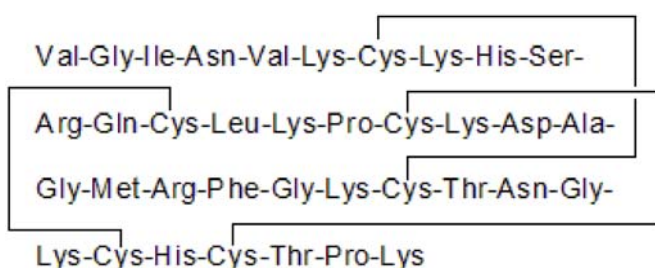 Val-Gly-Ile-Asn-Val-Lys-Cys-Lys-His-Ser-
Arg-Gln-Cys-Leu-Lys-Pro-Cys-Lys-Asp-Ala-
Gly-Met-Arg-Phe-Gly-Lys-Cys-Thr-Asn-Gly-
Lys-Cys-His-Cys-Thr-Pro-Lys